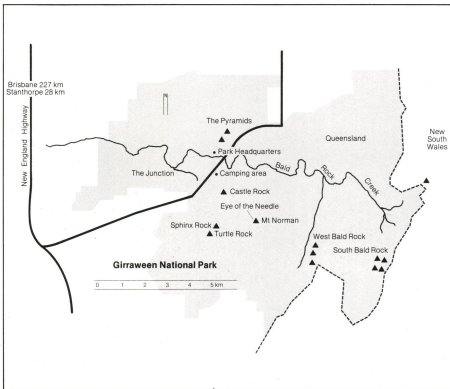 Brisbane 227 km
Stanthorpe 28 km
New England Highway
The Pyramids
Park Headquarters
Queensland
New
South
Wales
The Junction
Camping area
Bald
Rock
Creek
Castle Rock
Eye of the Needle
Mt Norman
Sphinx Rock
Turtle Rock
West Bald Rock
South Bald Rock
Girraween National Park
0 1 2 3 4 5 km